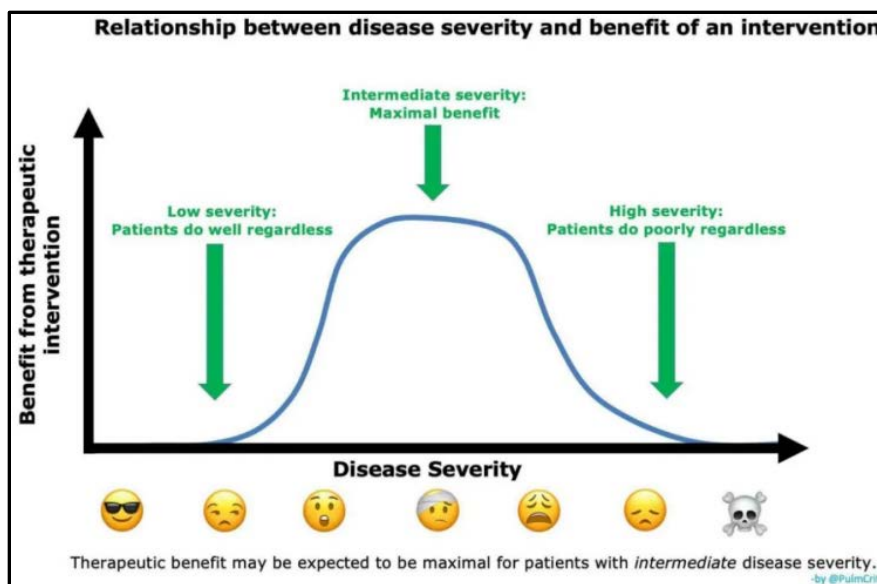 Relationship between disease severity and benefit of an intervention
Intermediate severity:
Maximal benefit
Low severity:
Patients do well regardless
High severity:
Patients do poorly regardless
Benefit from therapeutic
intervention
Disease Severity
Therapeutic benefit may be expected to be maximal for patients with intermediate disease severity.
-by @PulmCri